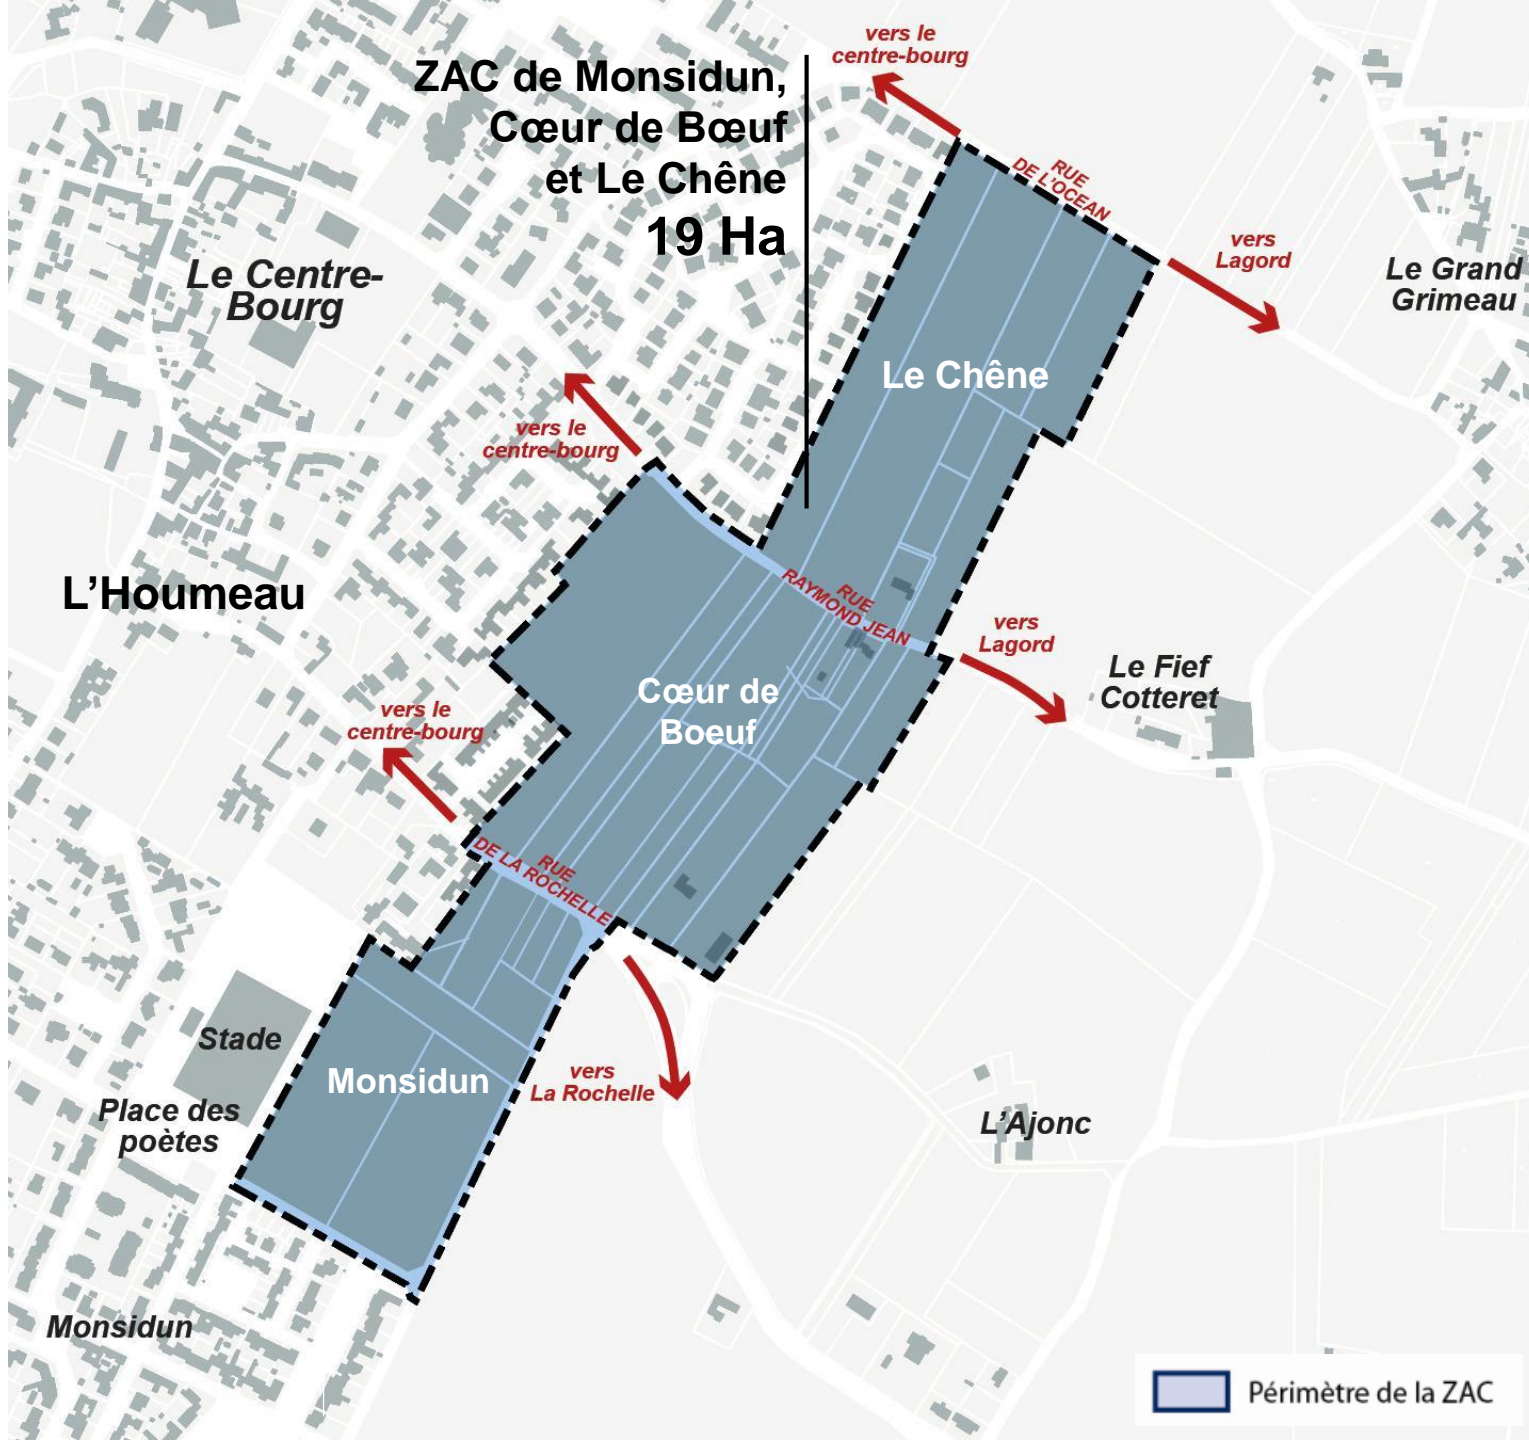 vers le
centre-bourg
ZAC de Monsidun,
Cœur de Bœuf
et Le Chêne
19 Ha
RUE
DE L'OCEAN
vers
Lagord
Le Grand
Grimeau
Le Centre-
Bourg
Le Chêne
vers le
centre-bourg
L'Houmeau
RUE
RAYMOND JEAN
vers
Lagord
Le Fief
Cotteret
Cœur de
Boeuf
vers le
centre-bourg
RUE
DE LA ROCHELLE
Stade
Monsidun
vers
La Rochelle
Place des
poètes
L'Ajonc
Monsidun
Périmètre de la ZAC